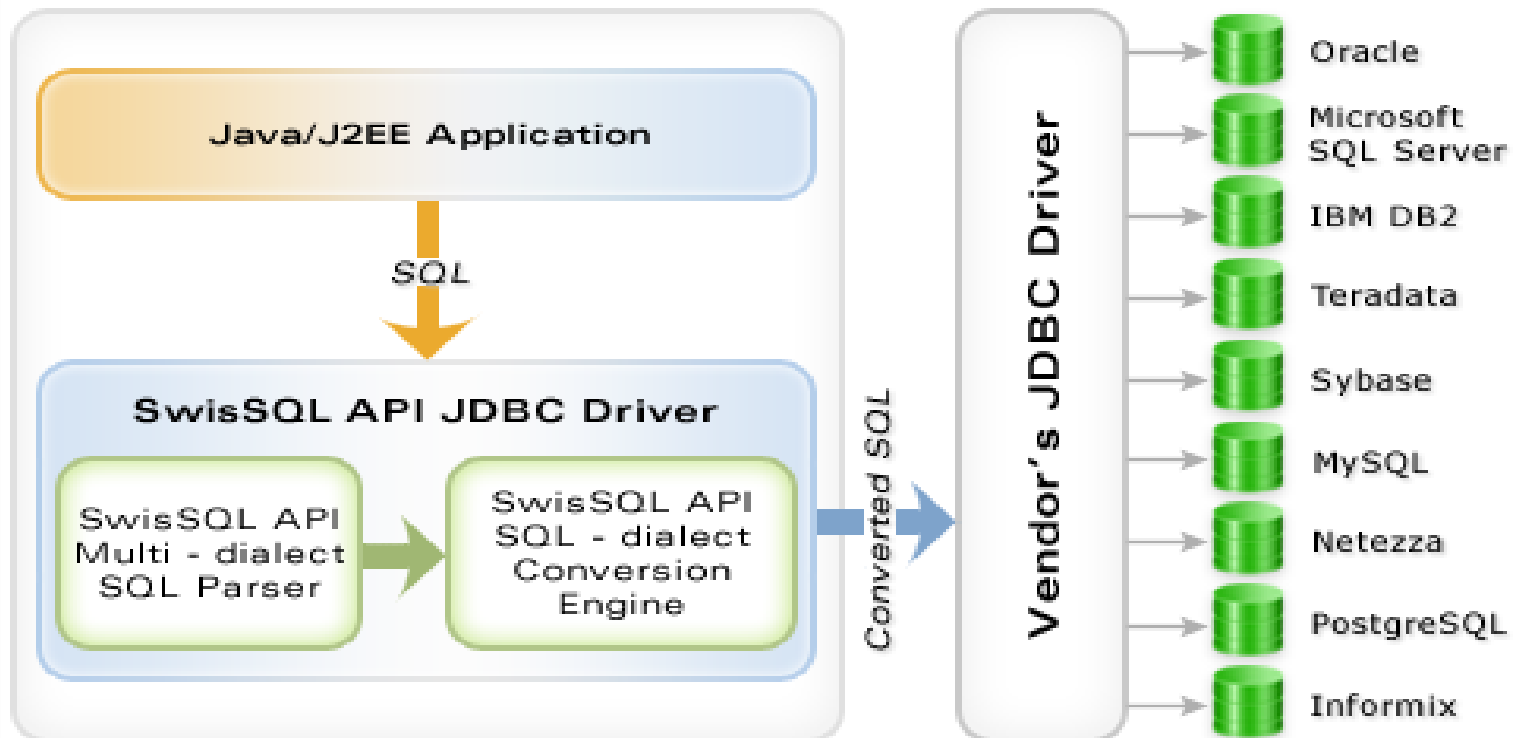 Java/J2EE Application
SQL
SwisSQL API JDBC Driver
SwisSQL API
Multi - dialect
SQL Parser
SwisSQL API
SQL - dialect
Conversion
Engine
Converted SQL
Vendor's JDBC Driver
Oracle
Microsoft
SQL Server
IBM DB2
Teradata
Sybase
MySQL
Netezza
PostgreSQL
Informix